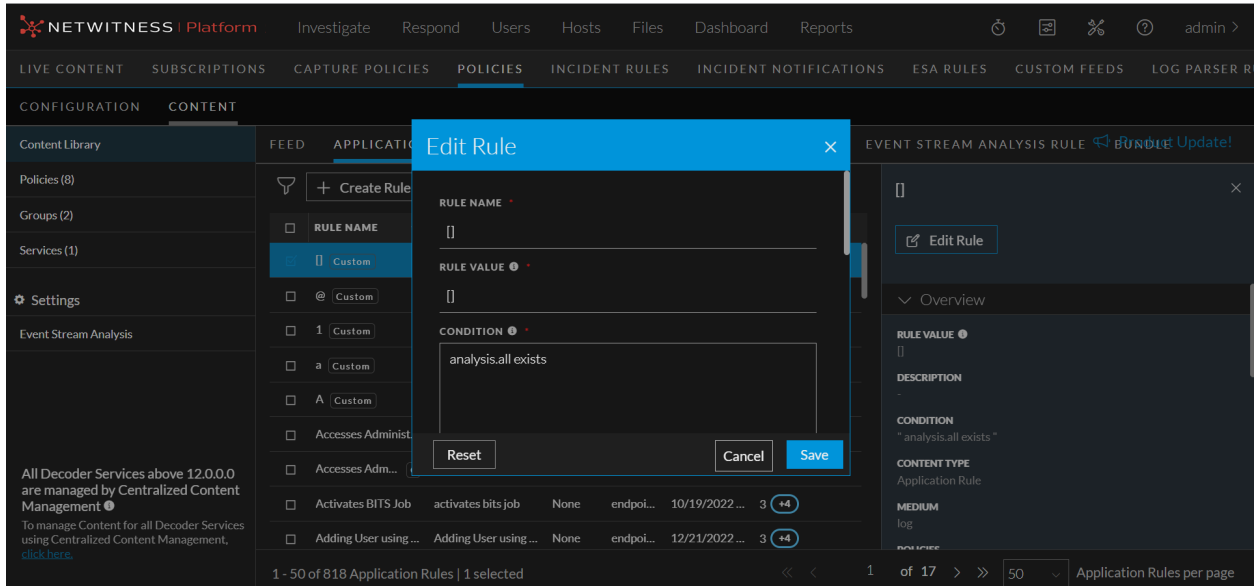 NETWITNESS | Platform Investigate Respond Users Hosts Files Dashboard Reports admin >
LIVE CONTENT SUBSCRIPTIONS CAPTURE POLICIES POLICIES INCIDENT RULES INCIDENT NOTIFICATIONS ESA RULES CUSTOM FEEDS LOG PARSER R
CONFIGURATION CONTENT
Content Library
Policies (8)
Groups (2)
Services (1)
Settings
Event Stream Analysis
All Decoder Services above 12.0.0.0
are managed by Centralized Content
Management
To manage Content for all Decoder Services
using Centralized Content Management,
click here.
FEED APPLICATI EVENT STREAM ANALYSIS RULE BUNDLE Product Update!
+ Create Rule
RULE NAME
[] Custom
@ Custom
1 Custom
a Custom
A Custom
Accesses Administ.
Accesses Adm...
Activates BITS Job activates bits job None endpoi... 10/19/2022 ... 3 +4
Adding User using ... Adding User using ... None endpoi... 12/21/2022 ... 3 +4
1 - 50 of 818 Application Rules | 1 selected
<< < 1 of 17 > >> 50 Application Rules per page
Edit Rule ×
RULE NAME *
[]
RULE VALUE *
[]
CONDITION *
analysis.all exists
Reset Cancel Save
[] ×
Edit Rule
Overview
RULE VALUE
[]
DESCRIPTION
-
CONDITION
" analysis.all exists "
CONTENT TYPE
Application Rule
MEDIUM
log
POLICIES